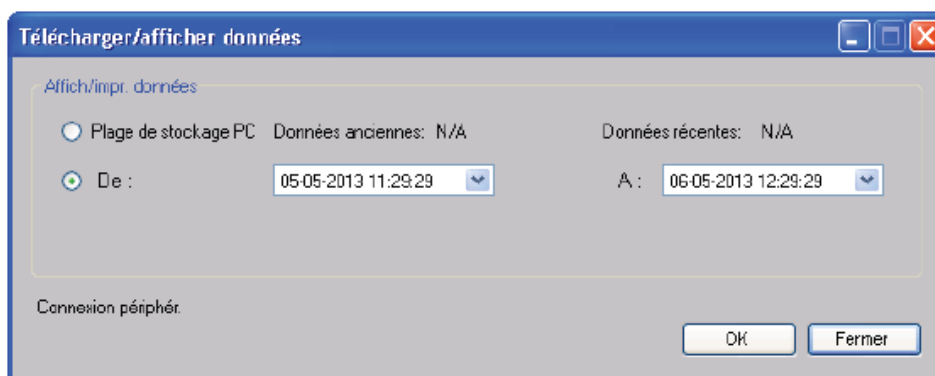 Télécharger/afficher données
Affich/impr. données
Plage de stockage PC Données anciennes: N/A Données récentes: N/A
De : 05-05-2013 11:29:29 A : 06-05-2013 12:29:29
Connexion périphér.
OK Fermer